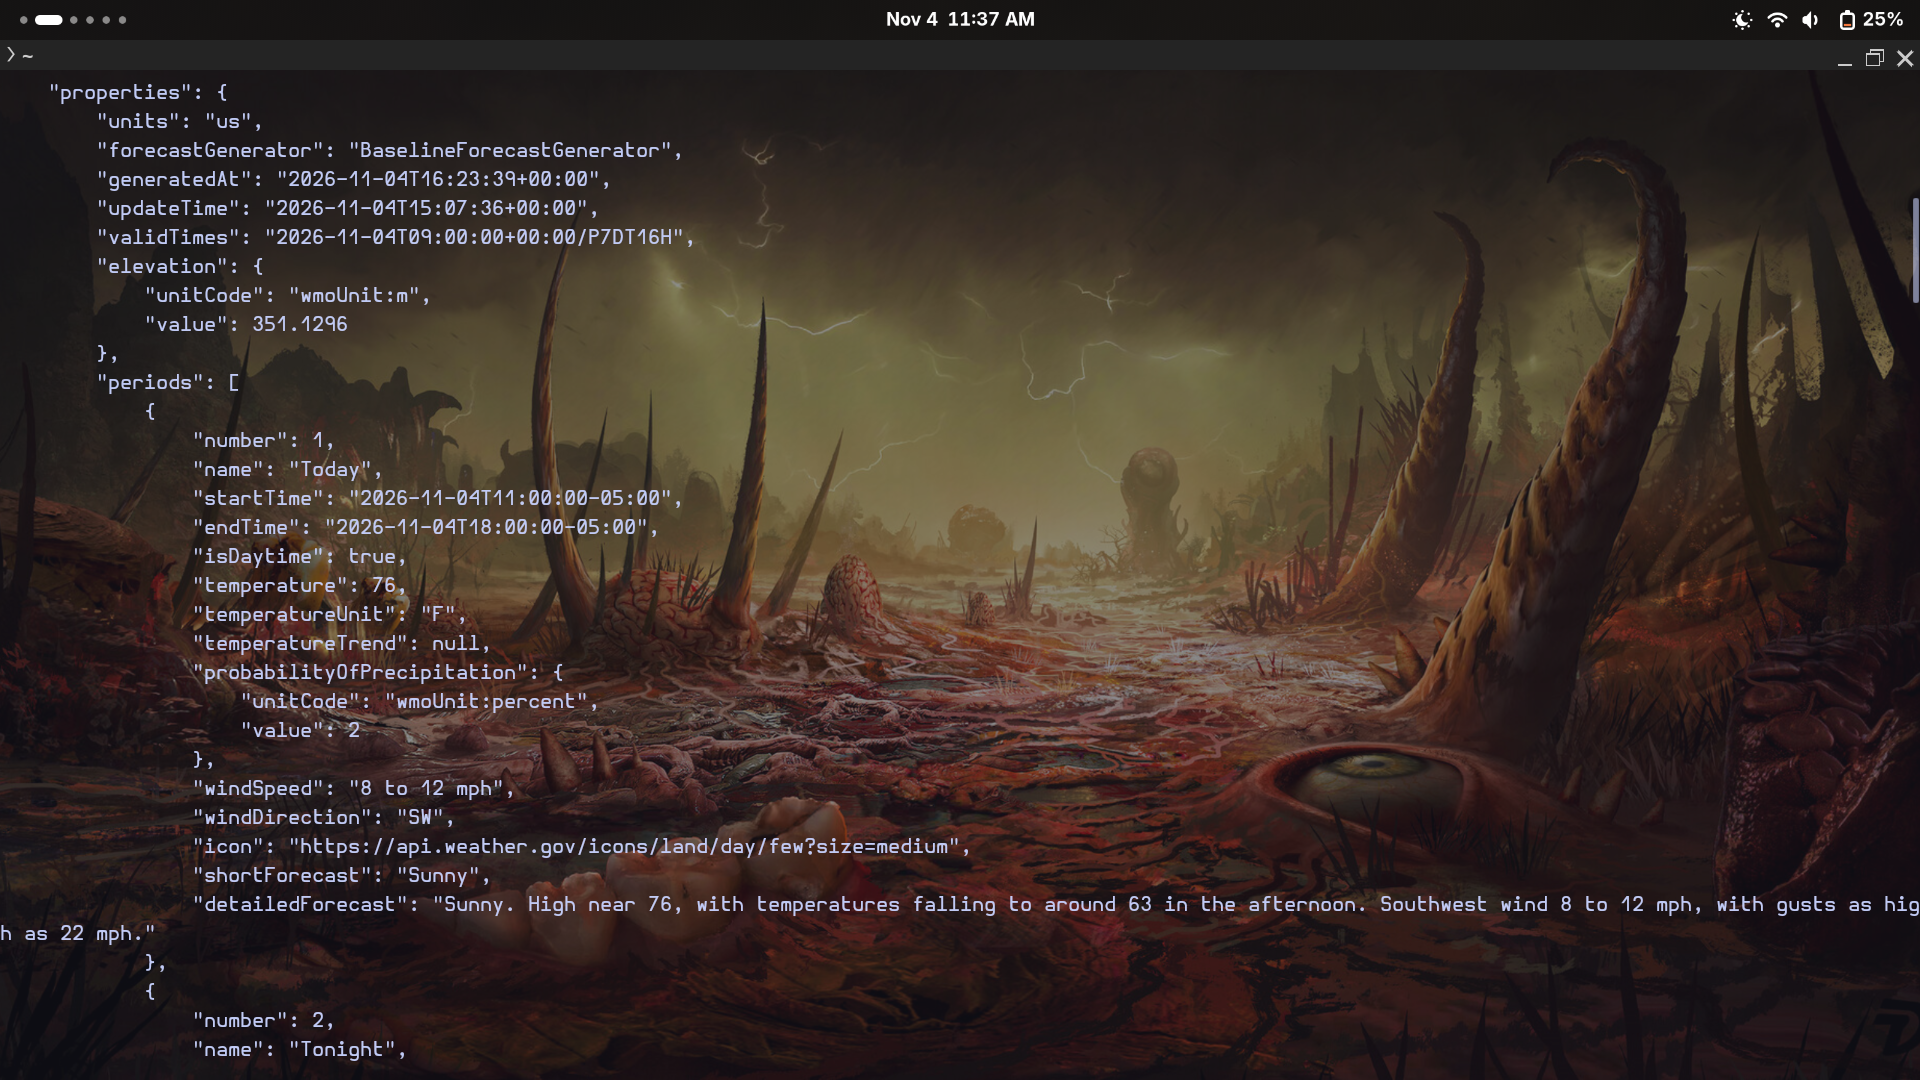 Nov 4 11:37 AM
25%
~
"properties": {
"units": "us",
"forecastGenerator": "BaselineForecastGenerator",
"generatedAt": "2026-11-04T16:23:39+00:00",
"updateTime": "2026-11-04T15:07:36+00:00",
"validTimes": "2026-11-04T09:00:00+00:00/P7DT16H",
"elevation": {
"unitCode": "wmoUnit:m",
"value": 351.1296
},
"periods": [
{
"number": 1,
"name": "Today",
"startTime": "2026-11-04T11:00:00-05:00",
"endTime": "2026-11-04T18:00:00-05:00",
"isDaytime": true,
"temperature": 76,
"temperatureUnit": "F",
"temperatureTrend": null,
"probabilityOfPrecipitation": {
"unitCode": "wmoUnit:percent",
"value": 2
},
"windSpeed": "8 to 12 mph",
"windDirection": "SW",
"icon": "https://api.weather.gov/icons/land/day/few?size=medium",
"shortForecast": "Sunny",
"detailedForecast": "Sunny. High near 76, with temperatures falling to around 63 in the afternoon. Southwest wind 8 to 12 mph, with gusts as hig
h as 22 mph."
},
{
"number": 2,
"name": "Tonight",